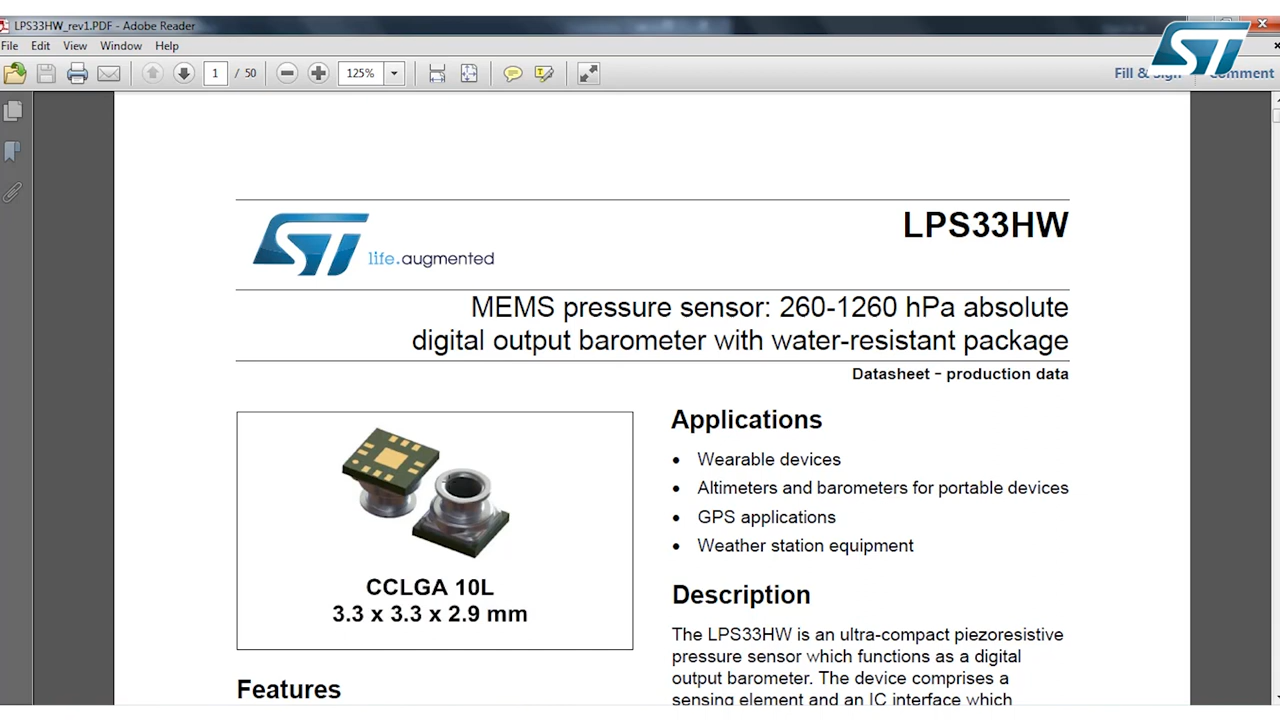 LPS33HW_rev1.PDF - Adobe Reader
File Edit View Window Help
1 / 50 125% Fill & Sign Comment
ST
ST life.augmented
LPS33HW
MEMS pressure sensor: 260-1260 hPa absolute
digital output barometer with water-resistant package
Datasheet - production data
CCLGA 10L
3.3 x 3.3 x 2.9 mm
Features
Applications
• Wearable devices
• Altimeters and barometers for portable devices
• GPS applications
• Weather station equipment
Description
The LPS33HW is an ultra-compact piezoresistive
pressure sensor which functions as a digital
output barometer. The device comprises a
sensing element and an IC interface which